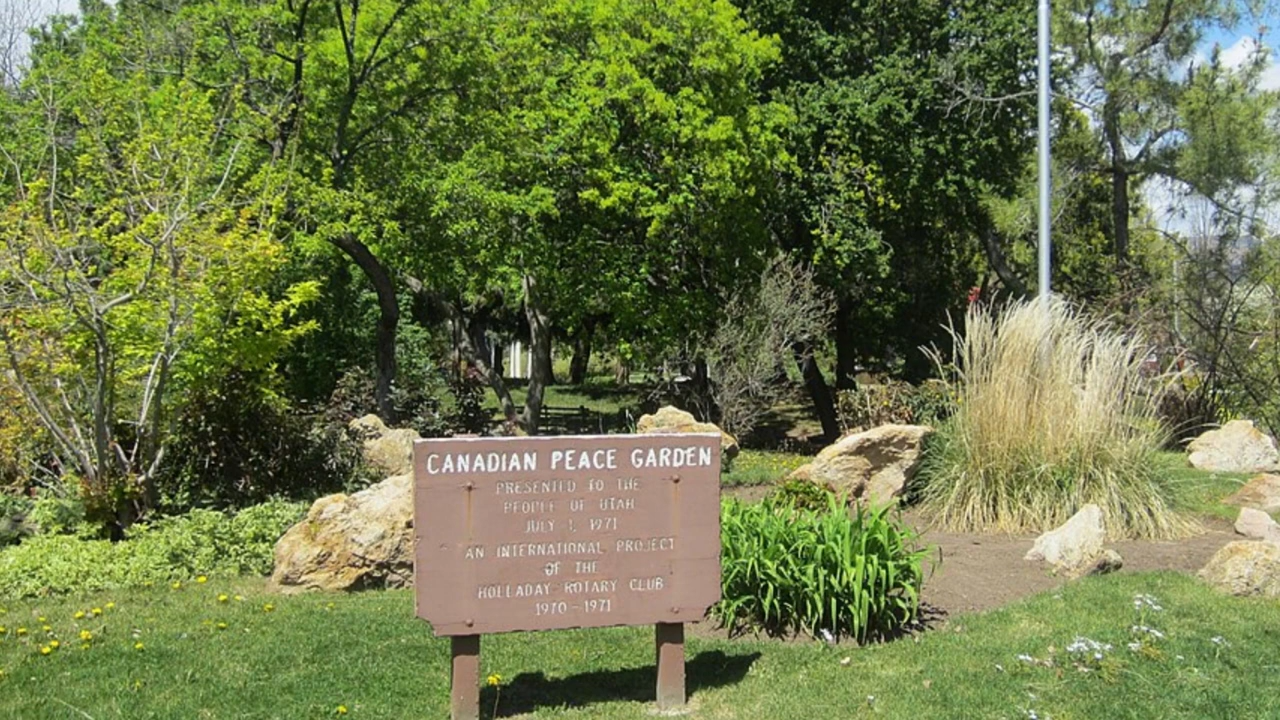 CANADIAN PEACE GARDEN
PRESENTED TO THE
PEOPLE OF UTAH
JULY 1, 1971
AN INTERNATIONAL PROJECT
OF THE
HOLLADAY ROTARY CLUB
1970-1971